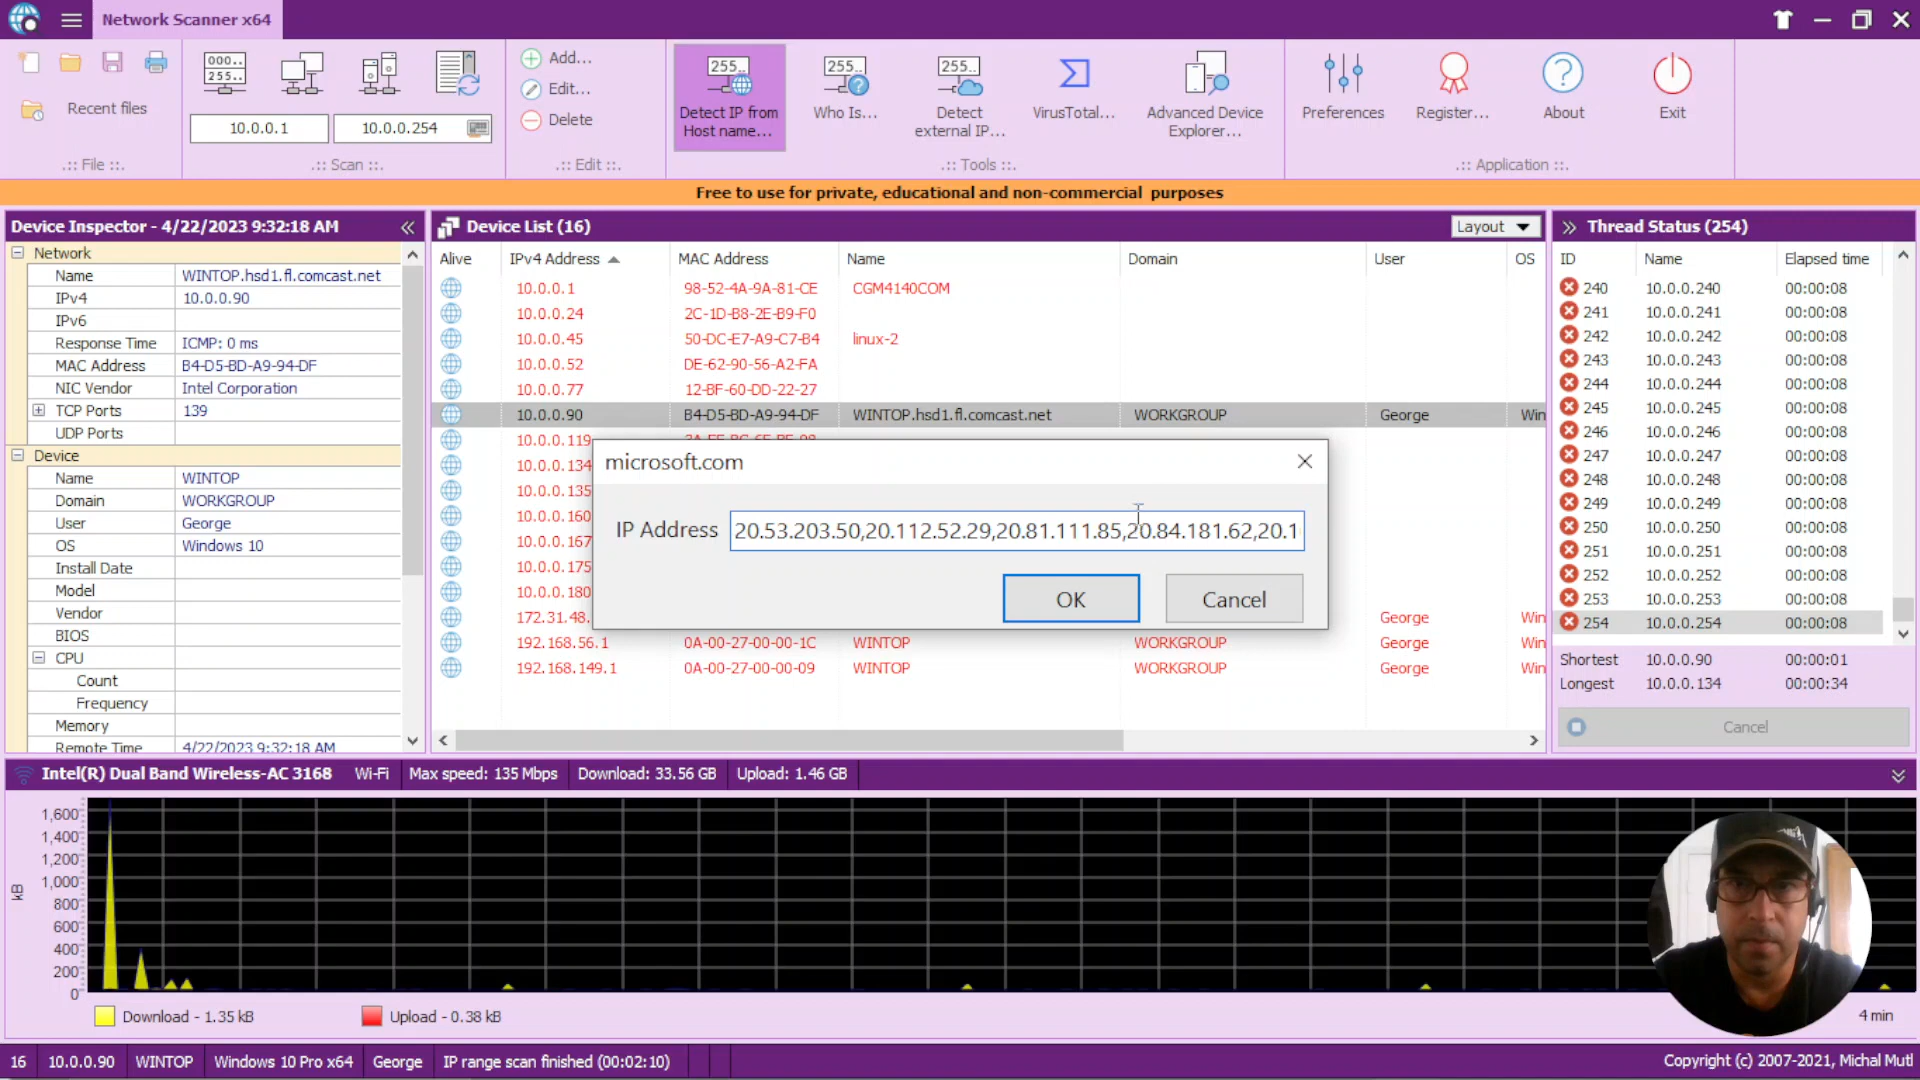 Network Scanner x64
000..
255..
255..
255..
255..
Add...
Edit...
Delete
Recent files
10.0.0.1
10.0.0.254
Detect IP from
Host name...
Who Is...
Detect
external IP...
VirusTotal...
Advanced Device
Explorer...
Preferences
Register...
About
Exit
.:: File ::.
.:: Scan ::.
.:: Edit ::.
.:: Tools ::.
.:: Application ::.
Free to use for private, educational and non-commercial purposes
Device Inspector - 4/22/2023 9:32:18 AM
Network
Name WINTOP.hsd1.fl.comcast.net
IPv4 10.0.0.90
IPv6
Response Time ICMP: 0 ms
MAC Address B4-D5-BD-A9-94-DF
NIC Vendor Intel Corporation
TCP Ports 139
UDP Ports
Device
Name WINTOP
Domain WORKGROUP
User George
OS Windows 10
Install Date
Model
Vendor
BIOS
CPU
Count
Frequency
Memory
Remote Time 4/22/2023 9:32:18 AM
Device List (16)
Layout
Alive IPv4 Address MAC Address Name Domain User OS
10.0.0.1 98-52-4A-9A-81-CE CGM4140COM
10.0.0.24 2C-1D-B8-2E-B9-F0
10.0.0.45 50-DC-E7-A9-C7-B4 linux-2
10.0.0.52 DE-62-90-56-A2-FA
10.0.0.77 12-BF-60-DD-22-27
10.0.0.90 B4-D5-BD-A9-94-DF WINTOP.hsd1.fl.comcast.net WORKGROUP George Win
10.0.0.119
10.0.0.134
10.0.0.135
10.0.0.160
10.0.0.167
10.0.0.175
10.0.0.180
172.31.48. George Win
192.168.56.1 0A-00-27-00-00-1C WINTOP WORKGROUP George Win
192.168.149.1 0A-00-27-00-00-09 WINTOP WORKGROUP George Win
microsoft.com
IP Address 20.53.203.50,20.112.52.29,20.81.111.85,20.84.181.62,20.1
OK Cancel
Thread Status (254)
ID Name Elapsed time
240 10.0.0.240 00:00:08
241 10.0.0.241 00:00:08
242 10.0.0.242 00:00:08
243 10.0.0.243 00:00:08
244 10.0.0.244 00:00:08
245 10.0.0.245 00:00:08
246 10.0.0.246 00:00:08
247 10.0.0.247 00:00:08
248 10.0.0.248 00:00:08
249 10.0.0.249 00:00:08
250 10.0.0.250 00:00:08
251 10.0.0.251 00:00:08
252 10.0.0.252 00:00:08
253 10.0.0.253 00:00:08
254 10.0.0.254 00:00:08
Shortest 10.0.0.90 00:00:01
Longest 10.0.0.134 00:00:34
Cancel
Intel(R) Dual Band Wireless-AC 3168 Wi-Fi Max speed: 135 Mbps Download: 33.56 GB Upload: 1.46 GB
kB
1,600
1,400
1,200
1,000
800
600
400
200
0
Download - 1.35 kB
Upload - 0.38 kB
4 min
16 10.0.0.90 WINTOP Windows 10 Pro x64 George IP range scan finished (00:02:10)
Copyright (c) 2007-2021, Michal Mutl